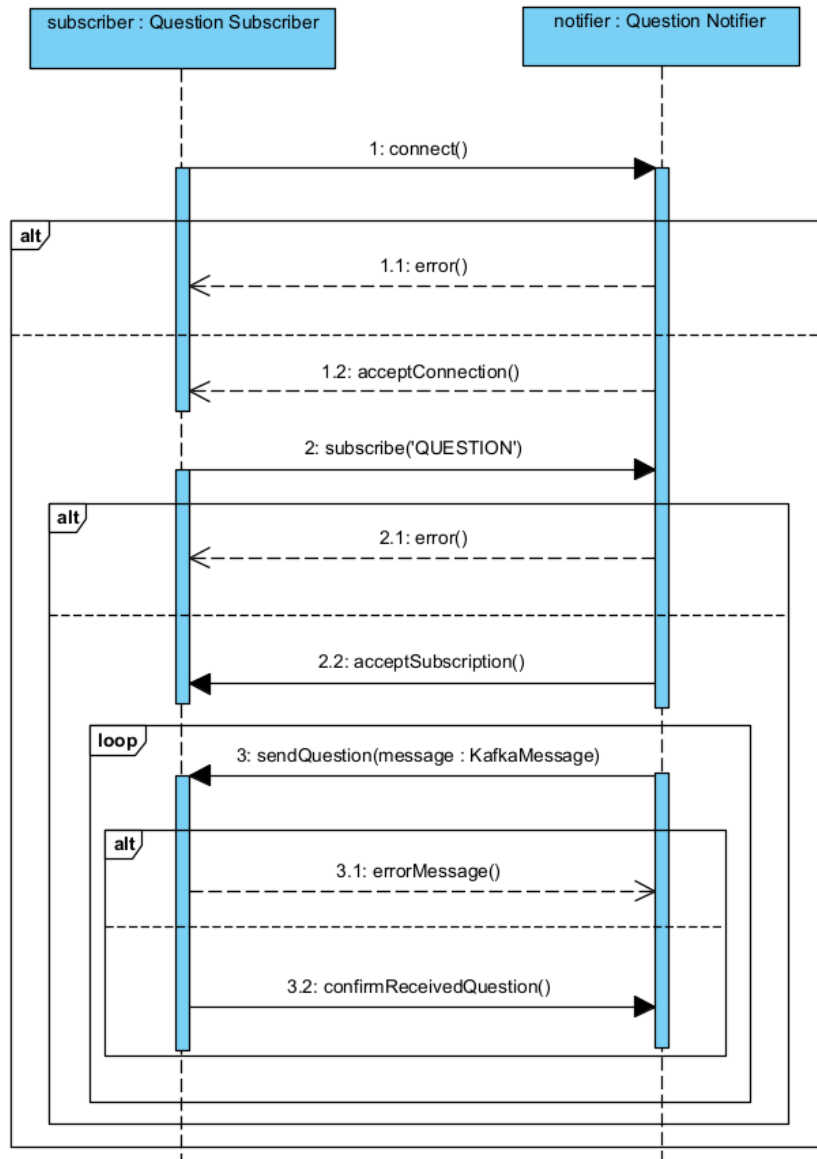 subscriber : Question Subscriber
notifier : Question Notifier
1: connect()
alt
1.1: error()
1.2: acceptConnection()
2: subscribe('QUESTION')
alt
2.1: error()
2.2: acceptSubscription()
loop
3: sendQuestion(message : KafkaMessage)
alt
3.1: errorMessage()
3.2: confirmReceivedQuestion()